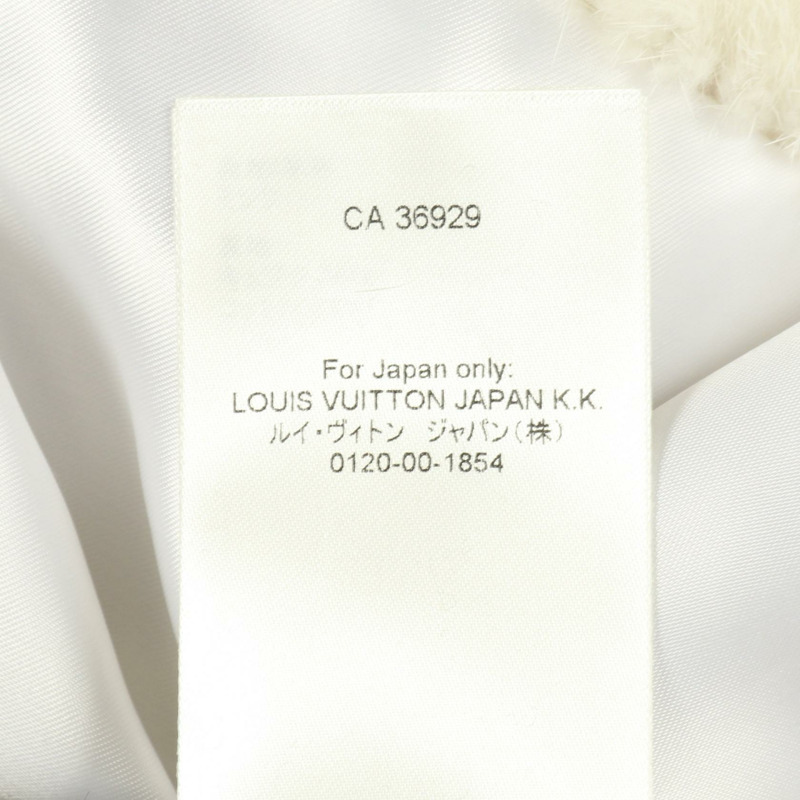 CA 36929
For Japan only:
LOUIS VUITTON JAPAN K.K.
ルイ・ヴィトン ジャパン(株)
0120-00-1854